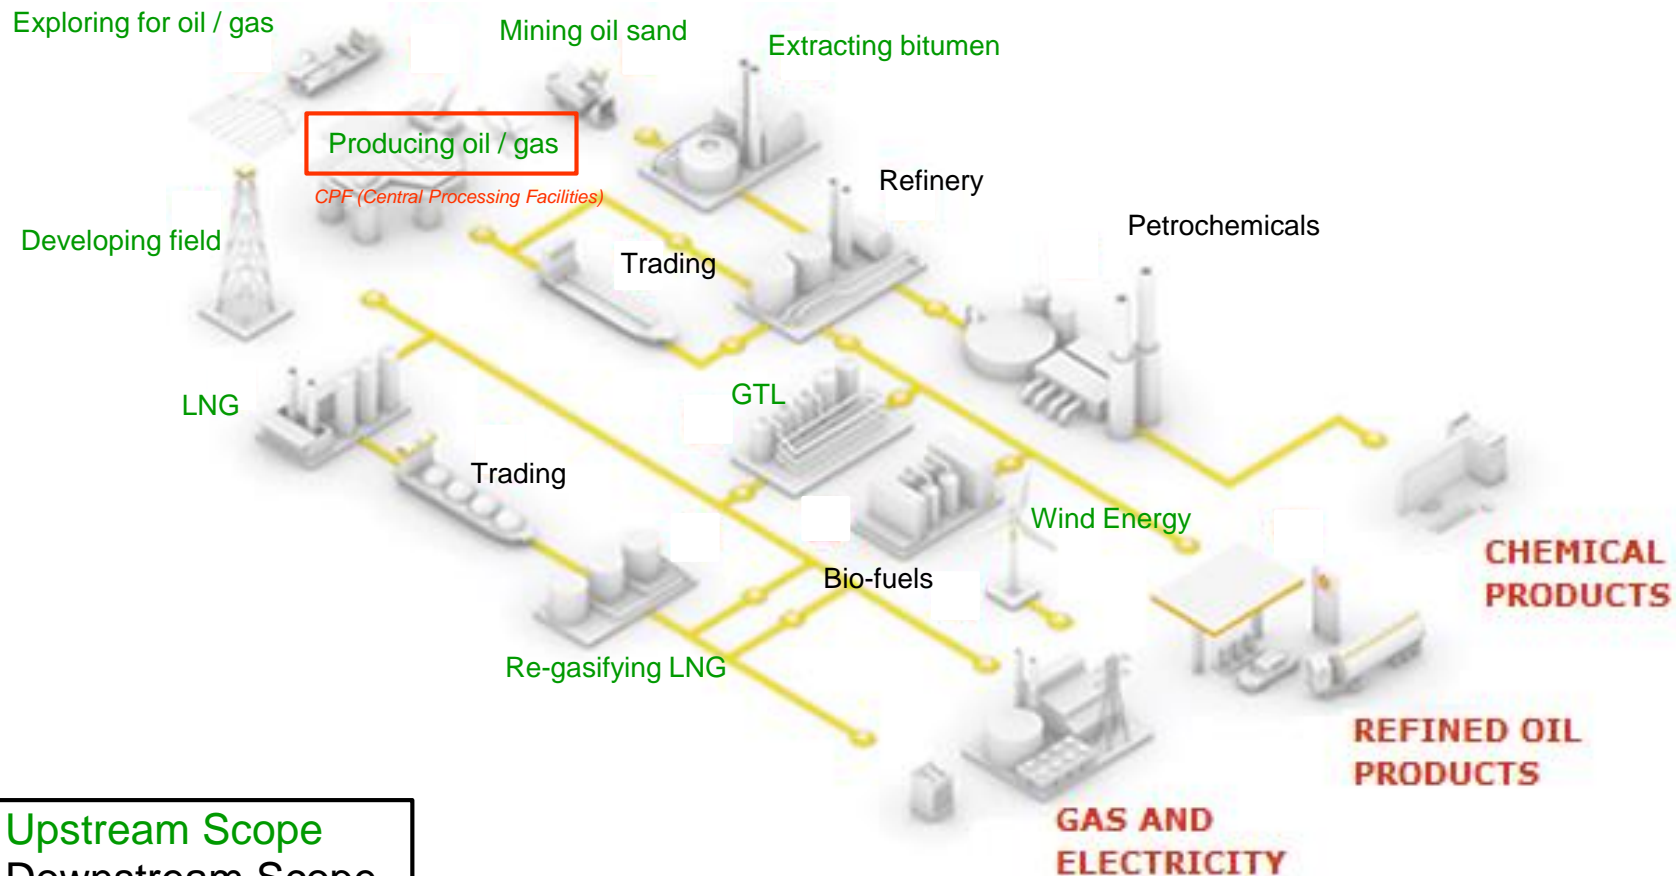 Exploring for oil / gas
Mining oil sand
Extracting bitumen
Producing oil / gas
CPF (Central Processing Facilities)
Refinery
Petrochemicals
Developing field
Trading
LNG
GTL
Trading
Wind Energy
Bio-fuels
CHEMICAL
PRODUCTS
Re-gasifying LNG
REFINED OIL
PRODUCTS
GAS AND
ELECTRICITY
Upstream Scope
Downstream Scope